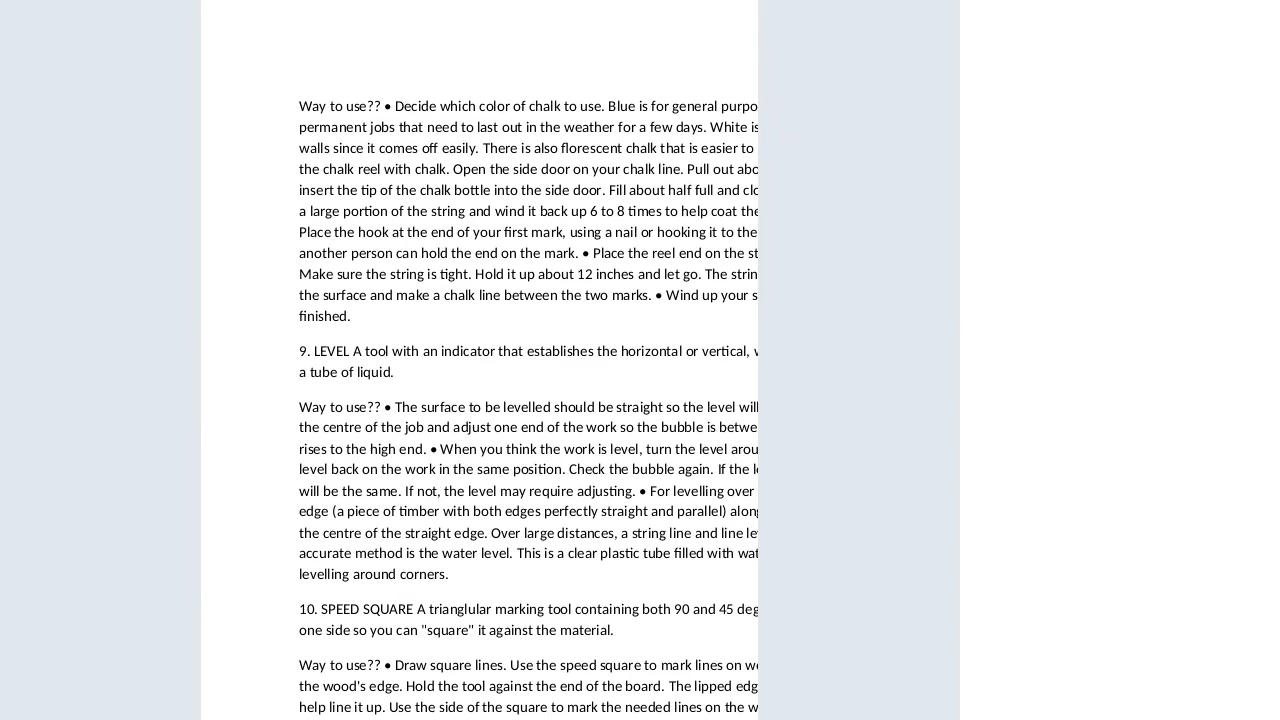 Way to use?? • Decide which color of chalk to use. Blue is for general
permanent jobs that need to last out in the weather for a few days. White is
walls since it comes off easily. There is also florescent chalk that is easier to
the chalk reel with chalk. Open the side door on your chalk line. Pull out
insert the tip of the chalk bottle into the side door. Fill about half full and
a large portion of the string and wind it back up 6 to 8 times to help coat the
Place the hook at the end of your first mark, using a nail or hooking it to the
another person can hold the end on the mark. • Place the reel end on the
Make sure the string is tight. Hold it up about 12 inches and let go. The
the surface and make a chalk line between the two marks. • Wind up your
finished.
9. LEVEL A tool with an indicator that establishes the horizontal or vertical,
a tube of liquid.
Way to use?? • The surface to be levelled should be straight so the level will
the centre of the job and adjust one end of the work so the bubble is
rises to the high end. • When you think the work is level, turn the level
level back on the work in the same position. Check the bubble again. If the
will be the same. If not, the level may require adjusting. • For levelling over
edge (a piece of timber with both edges perfectly straight and parallel)
the centre of the straight edge. Over large distances, a string line and line
accurate method is the water level. This is a clear plastic tube filled with
levelling around corners.
10. SPEED SQUARE A trianglular marking tool containing both 90 and 45
one side so you can "square" it against the material.
Way to use?? • Draw square lines. Use the speed square to mark lines on
the wood's edge. Hold the tool against the end of the board. The lipped
help line it up. Use the side of the square to mark the needed lines on the